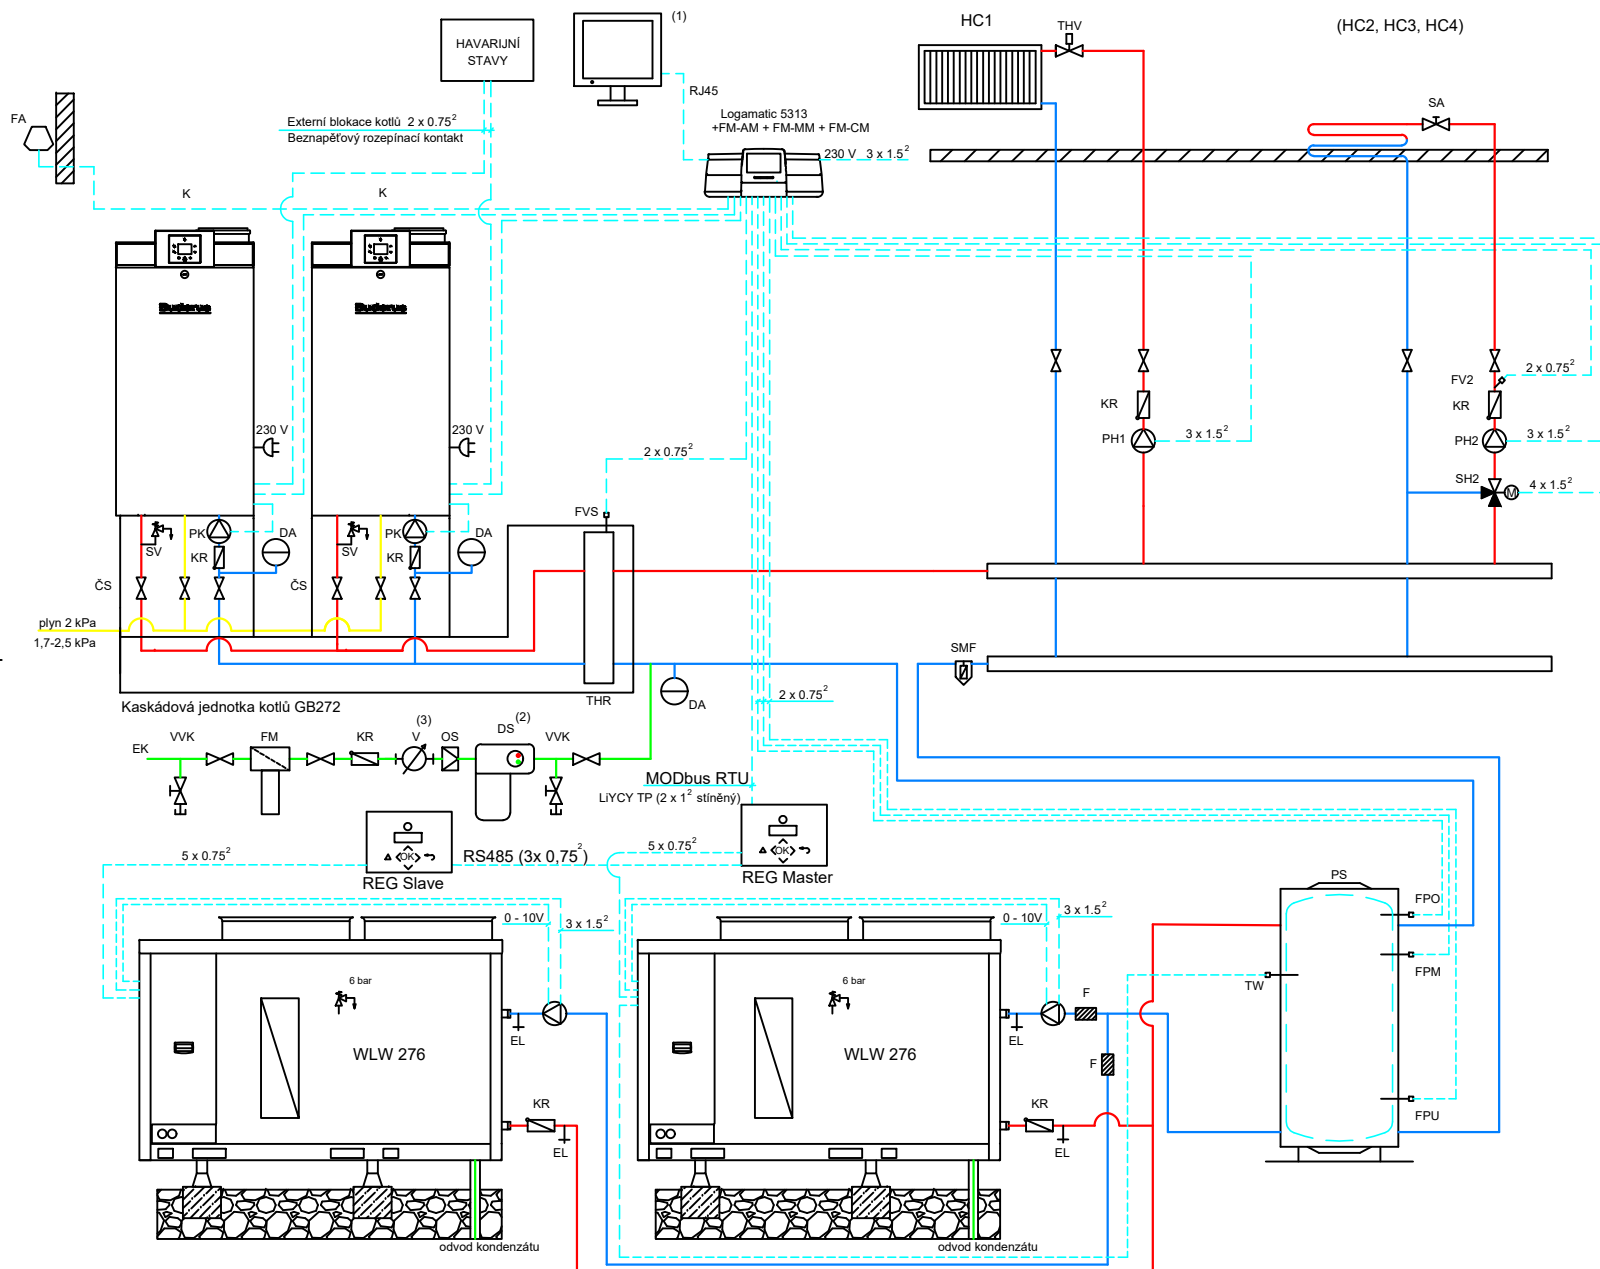 HC1
THV
(HC2, HC3, HC4)
(1)
HAVARIJNÍ
STAVY
RJ45
SA
FA
Externí blokace kotlů 2 x 0.75²
Beznapěťový rozepínací kontakt
Logamatic 5313
+FM-AM + FM-MM + FM-CM
230 V 3 x 1.5²
K
K
Buderus
Buderus
2 x 0.75²
FV2
KR
KR
230 V
230 V
PH1
3 x 1.5²
PH2
3 x 1.5²
2 x 0.75²
SH2
M
4 x 1.5²
FVS
SV
PK
DA
SV
PK
DA
KR
KR
ČS
ČS
plyn 2 kPa
1,7-2,5 kPa
SMF
THR
DA
2 x 0.75²
Kaskádová jednotka kotlů GB272
EK
VVK
FM
KR
(3)
V
OS
DS
(2)
VVK
MODbus RTU
LiYCY TP (2 x 1² stíněný)
5 x 0.75²
OK
RS485 (3x 0,75²)
5 x 0.75²
OK
REG Slave
REG Master
PS
FPO
0 - 10V
3 x 1.5²
0 - 10V
3 x 1.5²
FPM
TW
6 bar
6 bar
F
EL
EL
WLW 276
WLW 276
F
KR
KR
FPU
EL
EL
odvod kondenzátu
odvod kondenzátu